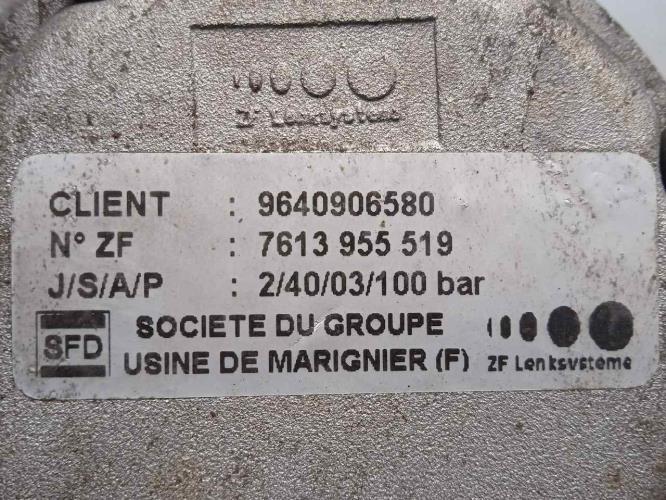 ZF Lenksysteme
CLIENT : 9640906580
N° ZF : 7613 955 519
J/S/A/P : 2/40/03/100 bar
SFD SOCIETE DU GROUPE
USINE DE MARIGNIER (F) ZF Lenksysteme